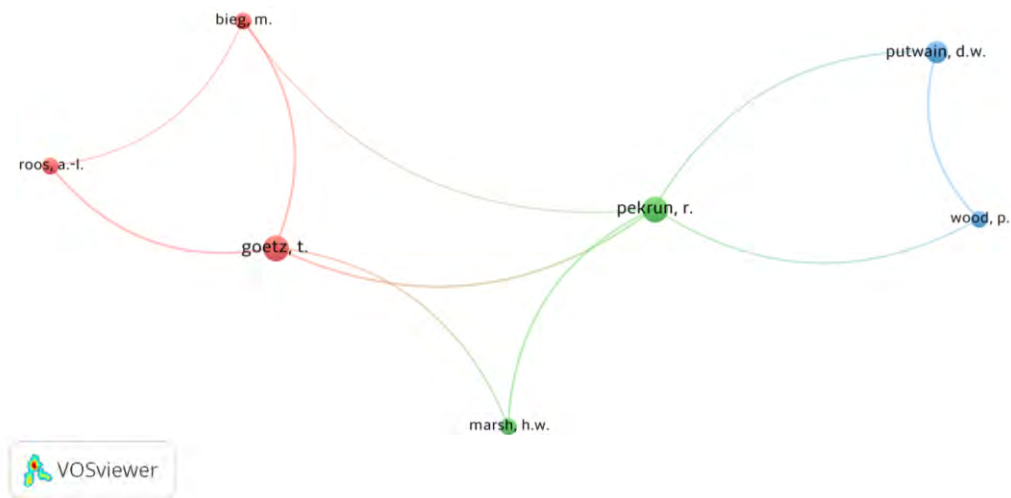 bieg, m.
putwain, d.w.
roos, a.-l.
pekrun, r.
wood, p.
goetz, t.
marsh, h.w.
VOSviewer